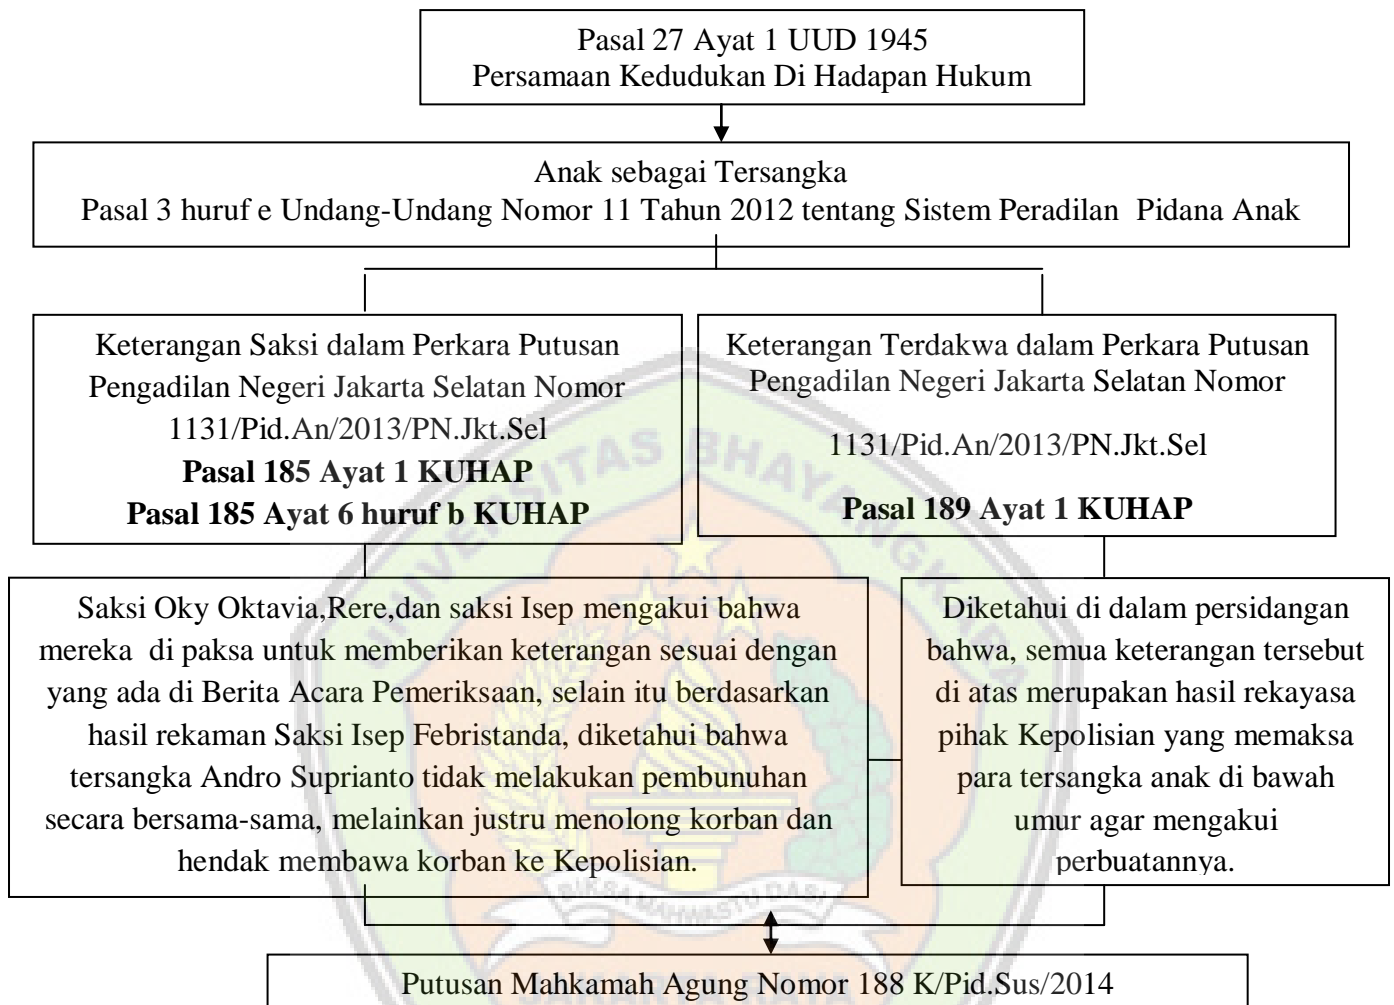 Pasal 27 Ayat 1 UUD 1945
Persamaan Kedudukan Di Hadapan Hukum
Anak sebagai Tersangka
Pasal 3 huruf e Undang-Undang Nomor 11 Tahun 2012 tentang Sistem Peradilan Pidana Anak
Keterangan Saksi dalam Perkara Putusan
Pengadilan Negeri Jakarta Selatan Nomor
1131/Pid.An/2013/PN.Jkt.Sel
Pasal 185 Ayat 1 KUHAP
Pasal 185 Ayat 6 huruf b KUHAP
Keterangan Terdakwa dalam Perkara Putusan
Pengadilan Negeri Jakarta Selatan Nomor
1131/Pid.An/2013/PN.Jkt.Sel
Pasal 189 Ayat 1 KUHAP
Saksi Oky Oktavia,Rere,dan saksi Isep mengakui bahwa
mereka di paksa untuk memberikan keterangan sesuai dengan
yang ada di Berita Acara Pemeriksaan, selain itu berdasarkan
hasil rekaman Saksi Isep Febristanda, diketahui bahwa
tersangka Andro Suprianto tidak melakukan pembunuhan
secara bersama-sama, melainkan justru menolong korban dan
hendak membawa korban ke Kepolisian.
Diketahui di dalam persidangan
bahwa, semua keterangan tersebut
di atas merupakan hasil rekayasa
pihak Kepolisian yang memaksa
para tersangka anak di bawah
umur agar mengakui
perbuatannya.
Putusan Mahkamah Agung Nomor 188 K/Pid.Sus/2014
UNIVERSITAS BHAYANGKARA
BIKSA MAHWASTU DASI
JAKARTA RAYA